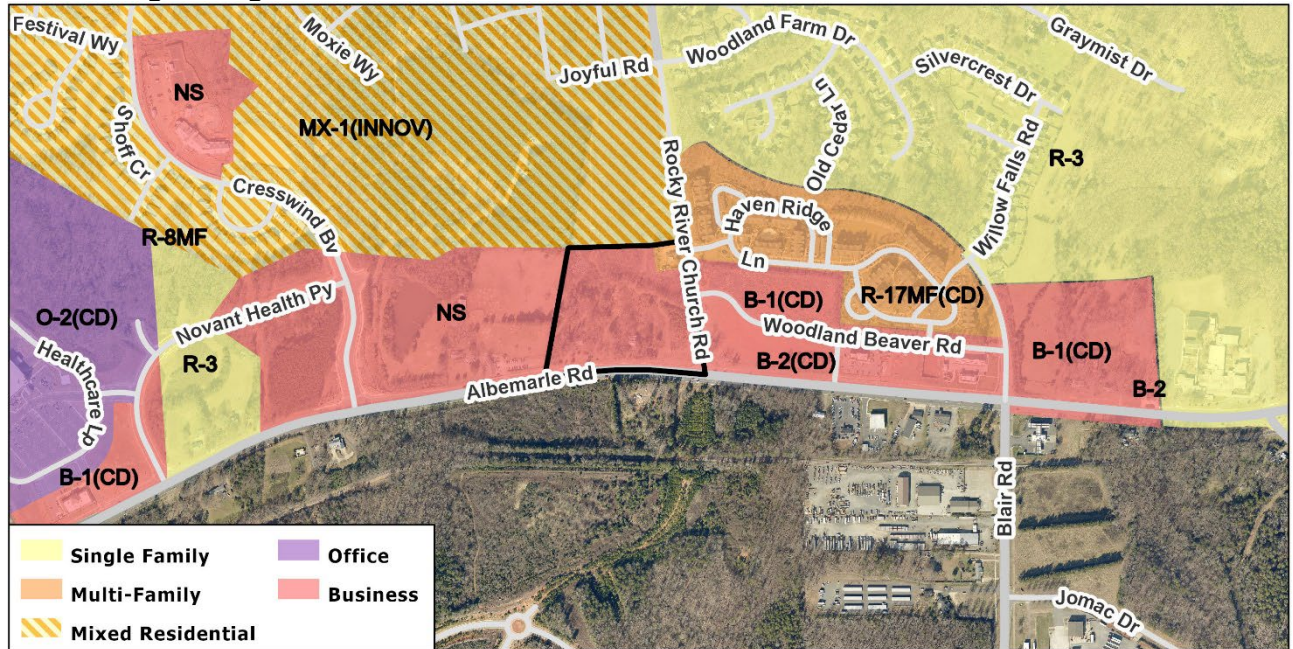 Festival Wy
Moxie Wy
Joyful Rd
Woodland Farm Dr
Graymist Dr
Silvercrest Dr
NS
MX-1(INNOV)
Old Cedar Ln
R-3
Shoff Cr
Rocky River Church Rd
Willow Falls Rd
Cresswind Bv
Haven Ridge
Ln
R-8MF
O-2(CD)
Novant Health Py
NS
B-1(CD)
R-17MF(CD)
Woodland Beaver Rd
B-1(CD)
Healthcare Lp
R-3
Albemarle Rd
B-2(CD)
B-2
B-1(CD)
Blair Rd
Jomac Dr
Single Family
Office
Multi-Family
Business
Mixed Residential